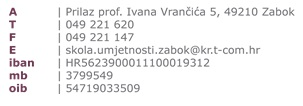 A | Prilaz prof. Ivana Vrančića 5, 49210 Zabok
T | 049 221 620
F | 049 221 147
E | skola.umjetnosti.zabok@kr.t-com.hr
iban | HR5623900011100019312
mb | 3799549
oib | 54719033509